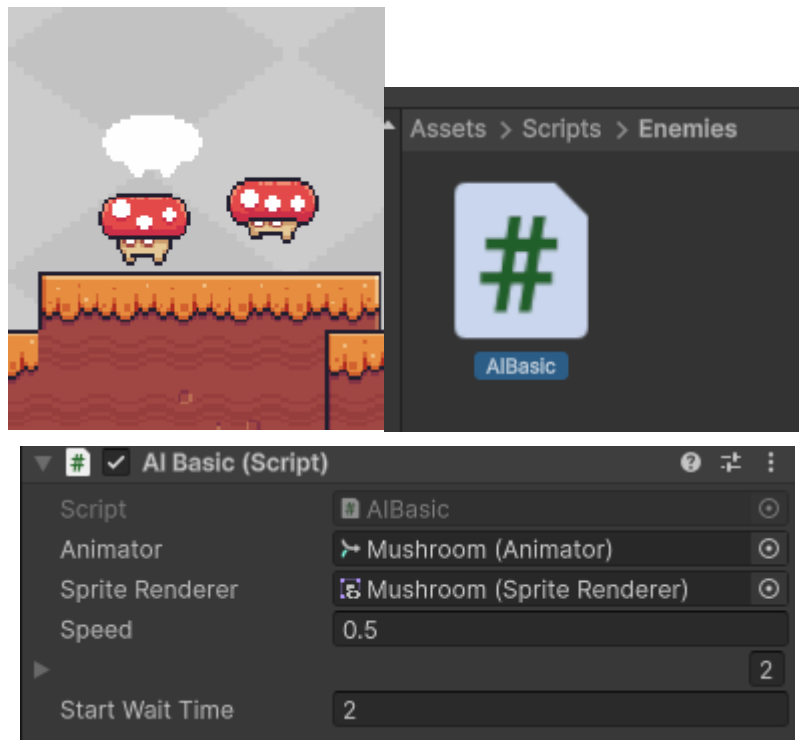 Assets > Scripts > Enemies
#
AIBasic
# AI Basic (Script)
Script # AIBasic
Animator Mushroom (Animator)
Sprite Renderer Mushroom (Sprite Renderer)
Speed 0.5
2
Start Wait Time 2